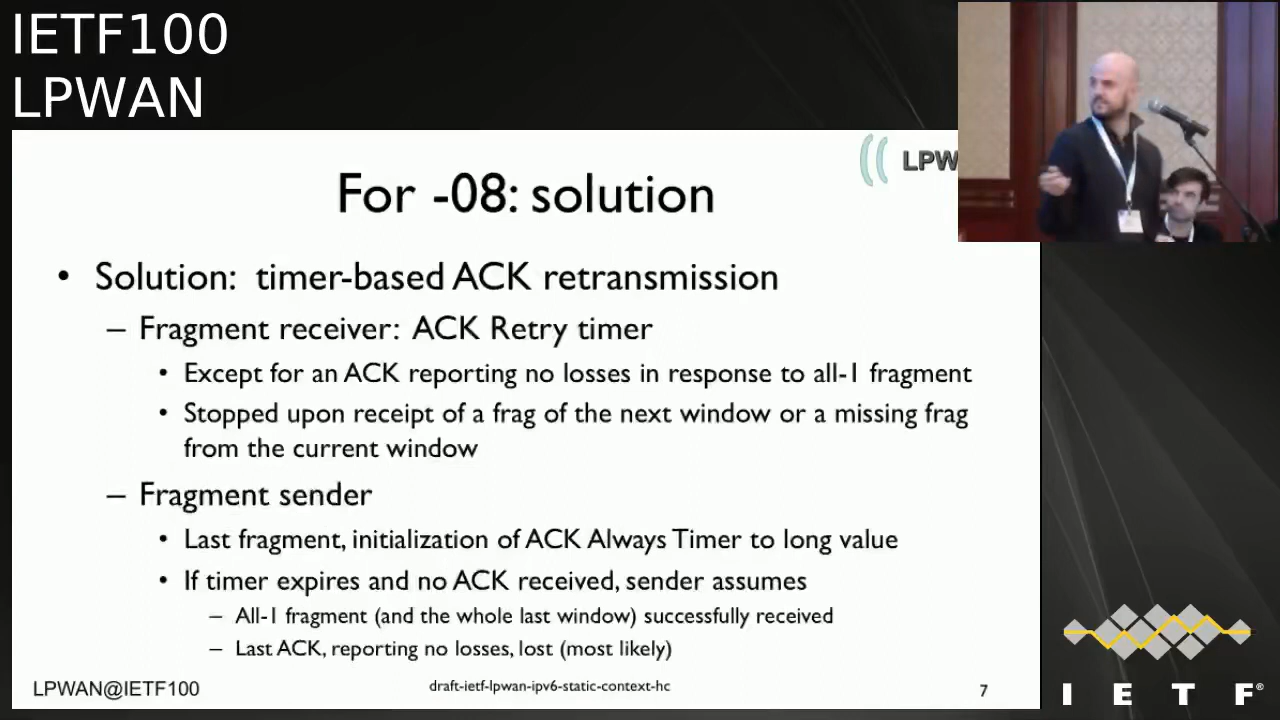 IETF100
LPWAN
LPW
For -08: solution
• Solution: timer-based ACK retransmission
– Fragment receiver: ACK Retry timer
• Except for an ACK reporting no losses in response to all-1 fragment
• Stopped upon receipt of a frag of the next window or a missing frag
from the current window
– Fragment sender
• Last fragment, initialization of ACK Always Timer to long value
• If timer expires and no ACK received, sender assumes
– All-1 fragment (and the whole last window) successfully received
– Last ACK, reporting no losses, lost (most likely)
LPWAN@IETF100
draft-ietf-lpwan-ipv6-static-context-hc
7
I E T F®